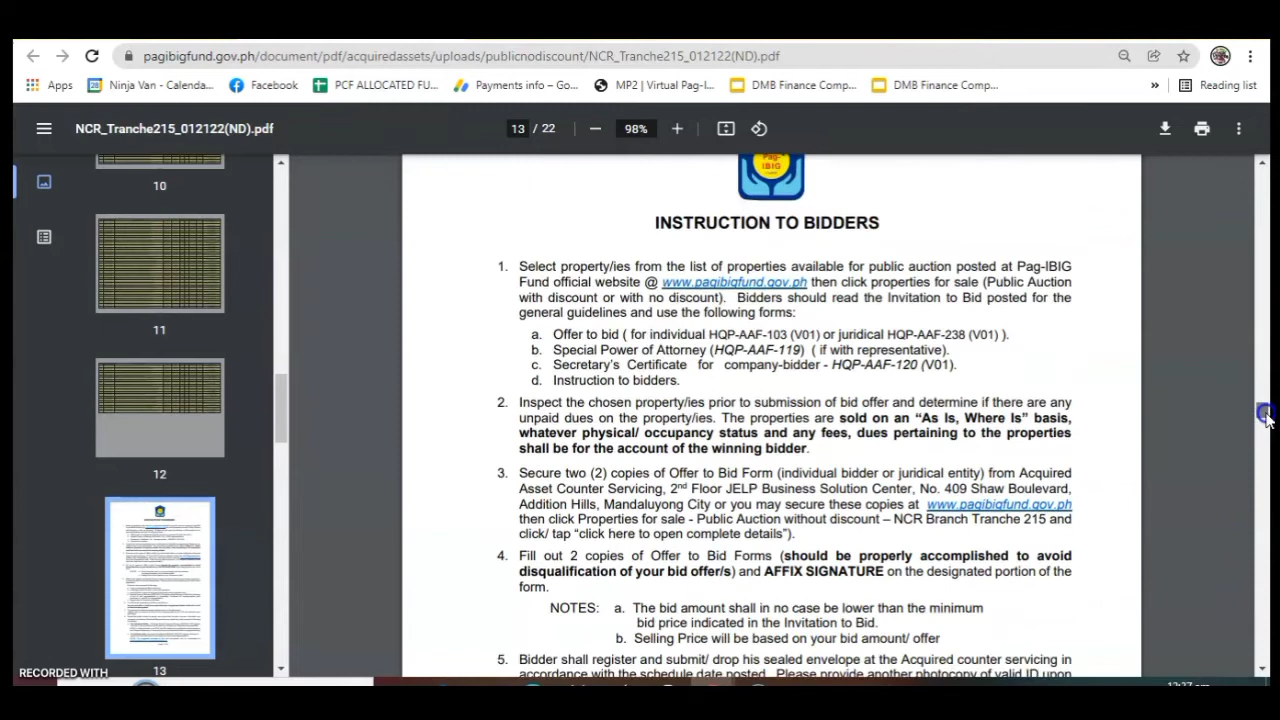 pagibigfund.gov.ph/document/pdf/acquiredassets/uploads/publicnodiscount/NCR_Tranche215_012122(ND).pdf
Apps
Ninja Van - Calenda...
Facebook
PCF ALLOCATED FU...
Payments info – Go...
MP2 | Virtual Pag-I...
DMB Finance Comp...
DMB Finance Comp...
»
Reading list
NCR_Tranche215_012122(ND).pdf
13 / 22
98%
10
11
12
13
Pag-IBIG
INSTRUCTION TO BIDDERS
1. Select property/ies from the list of properties available for public auction posted at Pag-IBIG
Fund official website @ www.pagibigfund.gov.ph then click properties for sale (Public Auction
with discount or with no discount). Bidders should read the Invitation to Bid posted for the
general guidelines and use the following forms:
a. Offer to bid ( for individual HQP-AAF-103 (V01) or juridical HQP-AAF-238 (V01) ).
b. Special Power of Attorney (HQP-AAF-119) ( if with representative).
c. Secretary's Certificate for company-bidder - HQP-AAF-120 (V01).
d. Instruction to bidders.
2. Inspect the chosen property/ies prior to submission of bid offer and determine if there are any
unpaid dues on the property/ies. The properties are sold on an “As Is, Where Is” basis,
whatever physical/ occupancy status and any fees, dues pertaining to the properties
shall be for the account of the winning bidder.
3. Secure two (2) copies of Offer to Bid Form (individual bidder or juridical entity) from Acquired
Asset Counter Servicing, 2nd Floor JELP Business Solution Center, No. 409 Shaw Boulevard,
Addition Hills, Mandaluyong City or you may secure these copies at www.pagibigfund.gov.ph
then click Properties for sale - Public Auction without discount – NCR Branch Tranche 215 and
click/ tap “click here to open complete details”).
4. Fill out 2 copies of Offer to Bid Forms (should be properly accomplished to avoid
disqualification of your bid offer/s) and AFFIX SIGNATURE on the designated portion of the
form.
NOTES: a. The bid amount shall in no case be lower than the minimum
bid price indicated in the Invitation to Bid.
b. Selling Price will be based on your bid amount/ offer
5. Bidder shall register and submit/ drop his sealed envelope at the Acquired counter servicing in
accordance with the schedule date posted. Please provide another photocopy of valid ID upon
RECORDED WITH